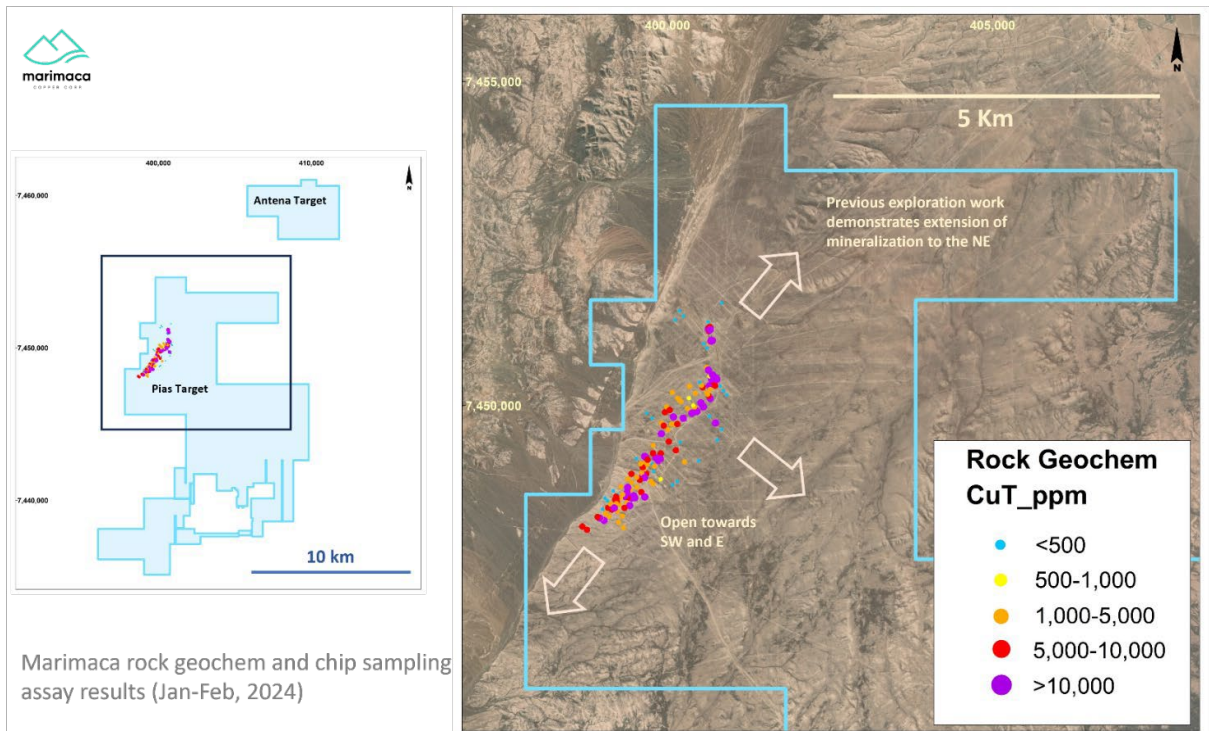 marimaca
COPPER CORP
400,000
410,000
N
7,460,000
Antena Target
7,450,000
Pias Target
7,440,000
10 km
Marimaca rock geochem and chip sampling
assay results (Jan-Feb, 2024)
400,000
405,000
N
7,455,000
5 Km
Previous exploration work
demonstrates extension of
mineralization to the NE
7,450,000
Open towards
SW and E
Rock Geochem
CuT_ppm
<500
500-1,000
1,000-5,000
5,000-10,000
>10,000